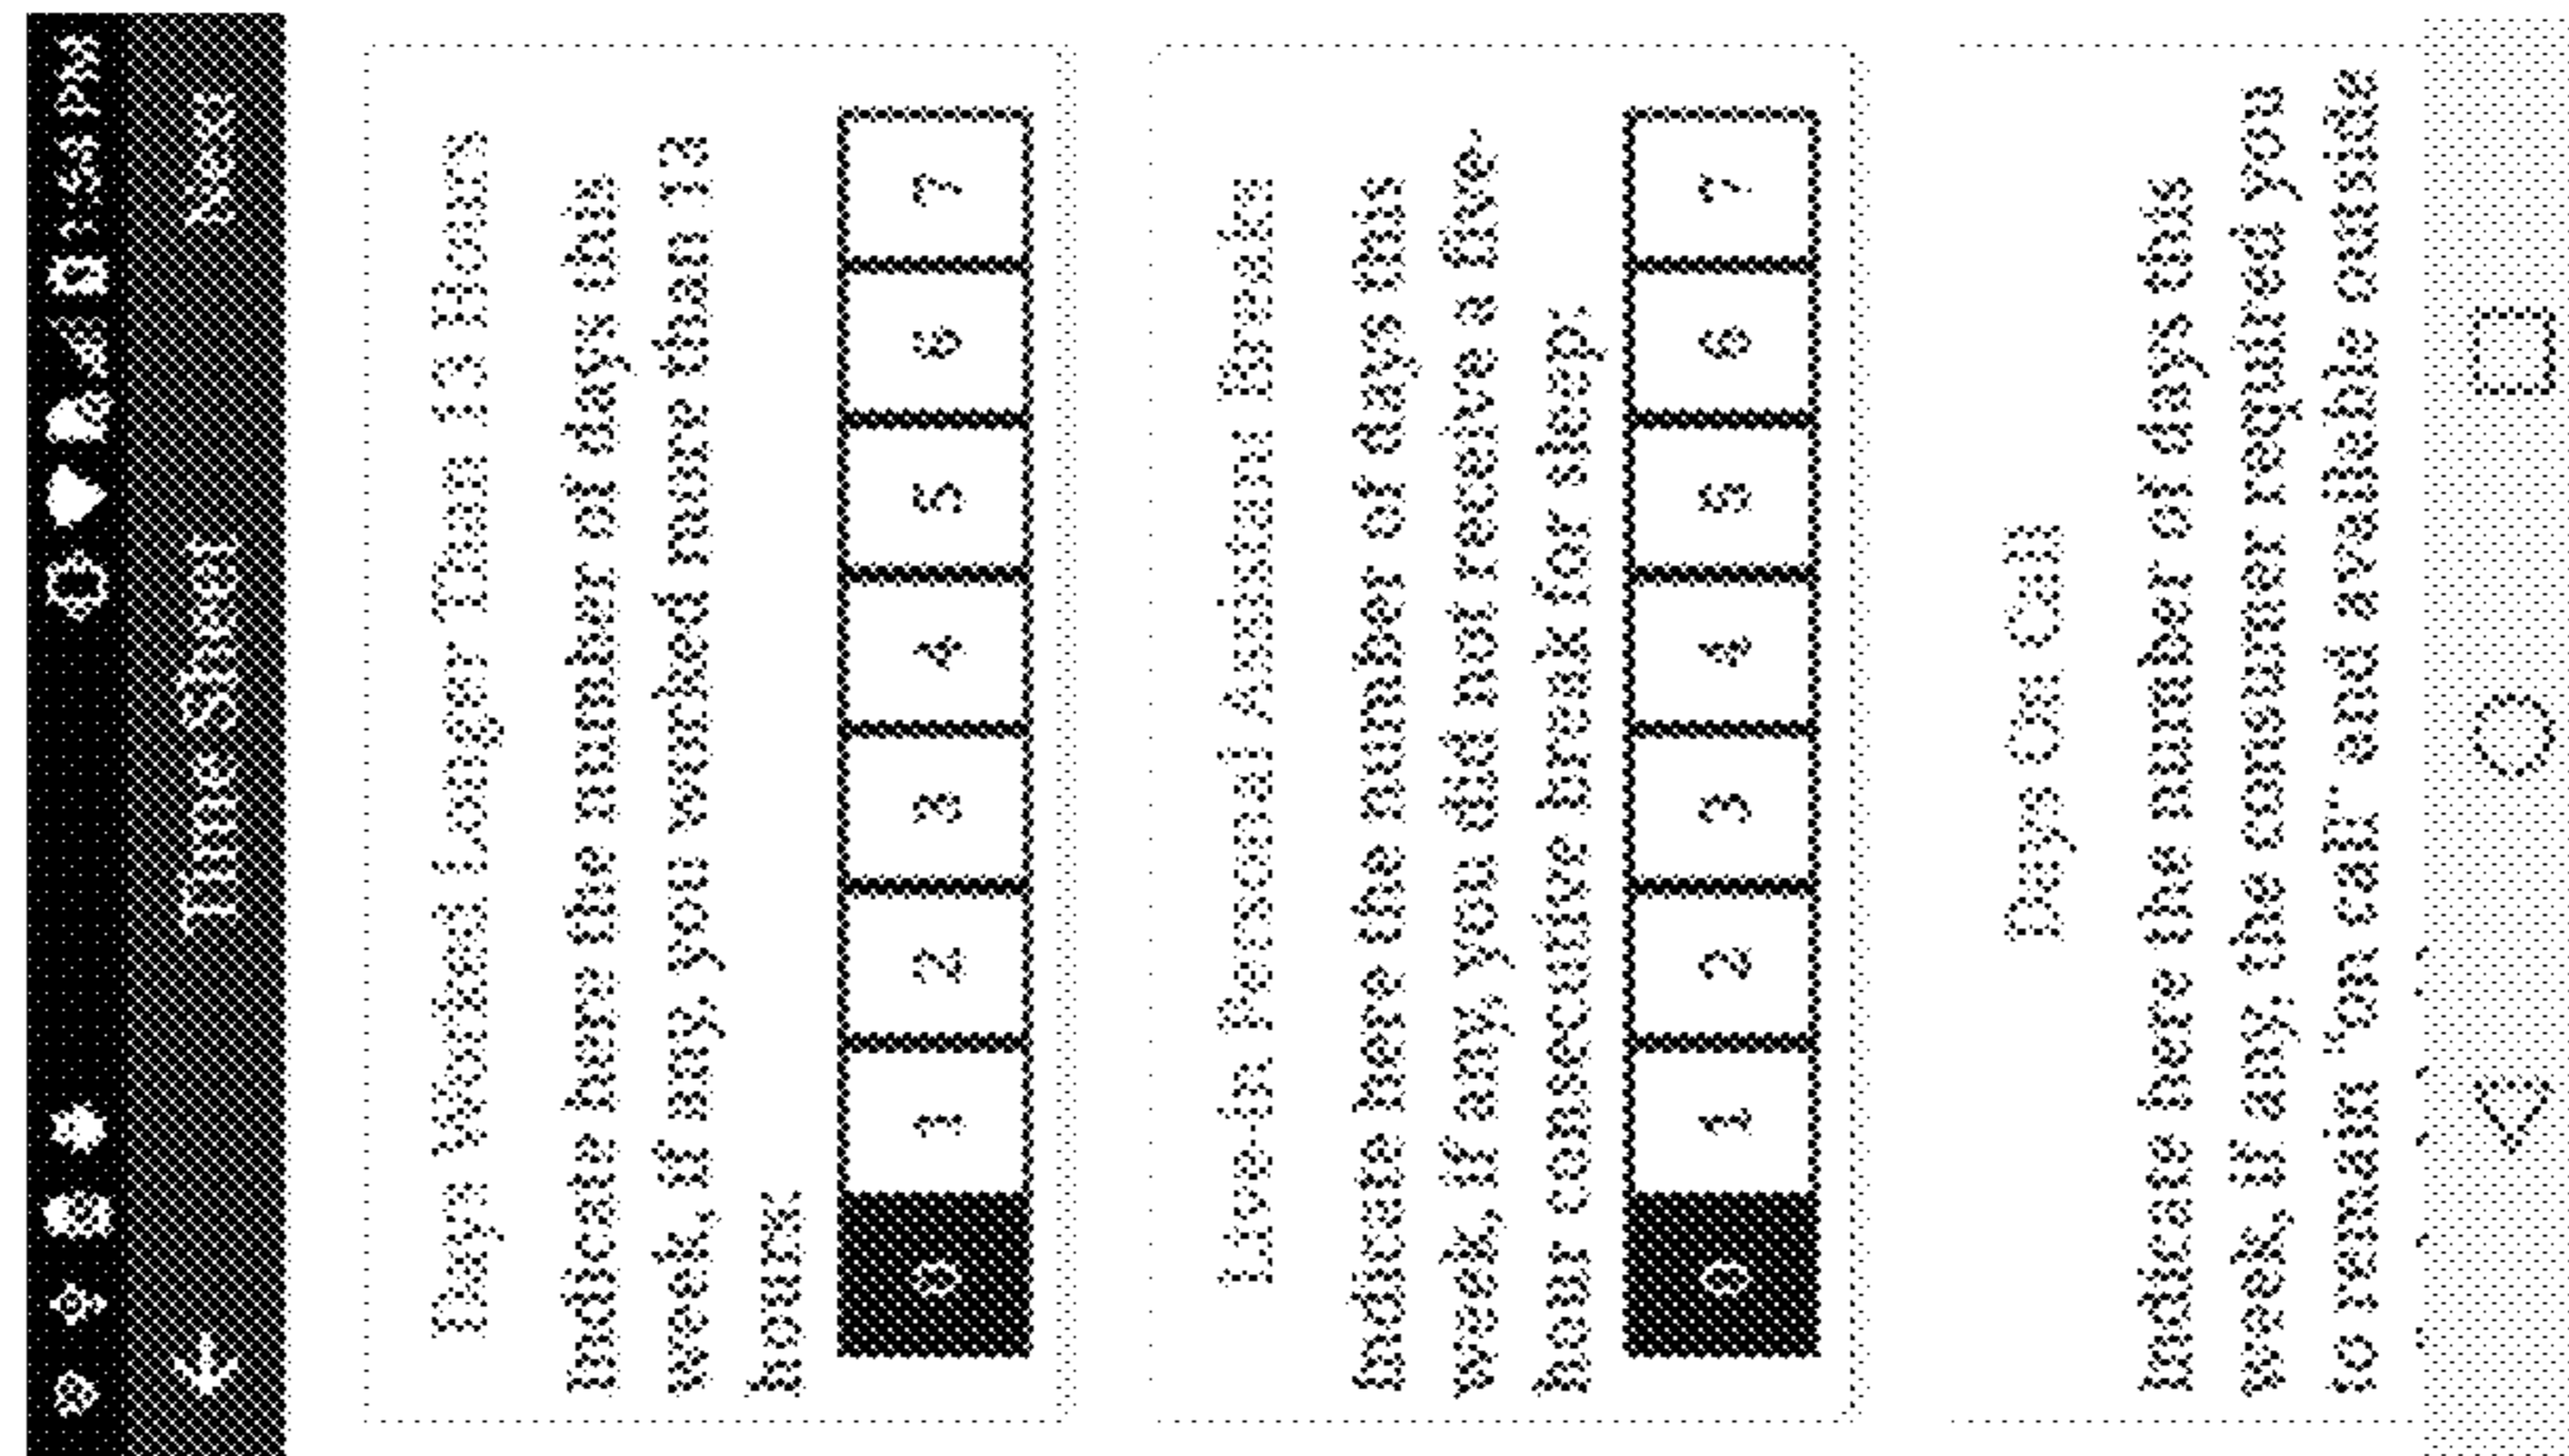 PM
Time Sheet
Next
Days Worked Longer Than 13 Hours
Indicate here the number of days this
week, if any, you worked more than 13
hours
0 1 2 3 4 5 6 7
Live-in Personal Assistant Breaks
Indicate here the number of days this
week, if any, you did not receive a five-
hour consecutive break for sleep.
0 1 2 3 4 5 6 7
Days On Call
Indicate here the number of days this
week, if any, the consumer required you
to remain "on call" and available outside